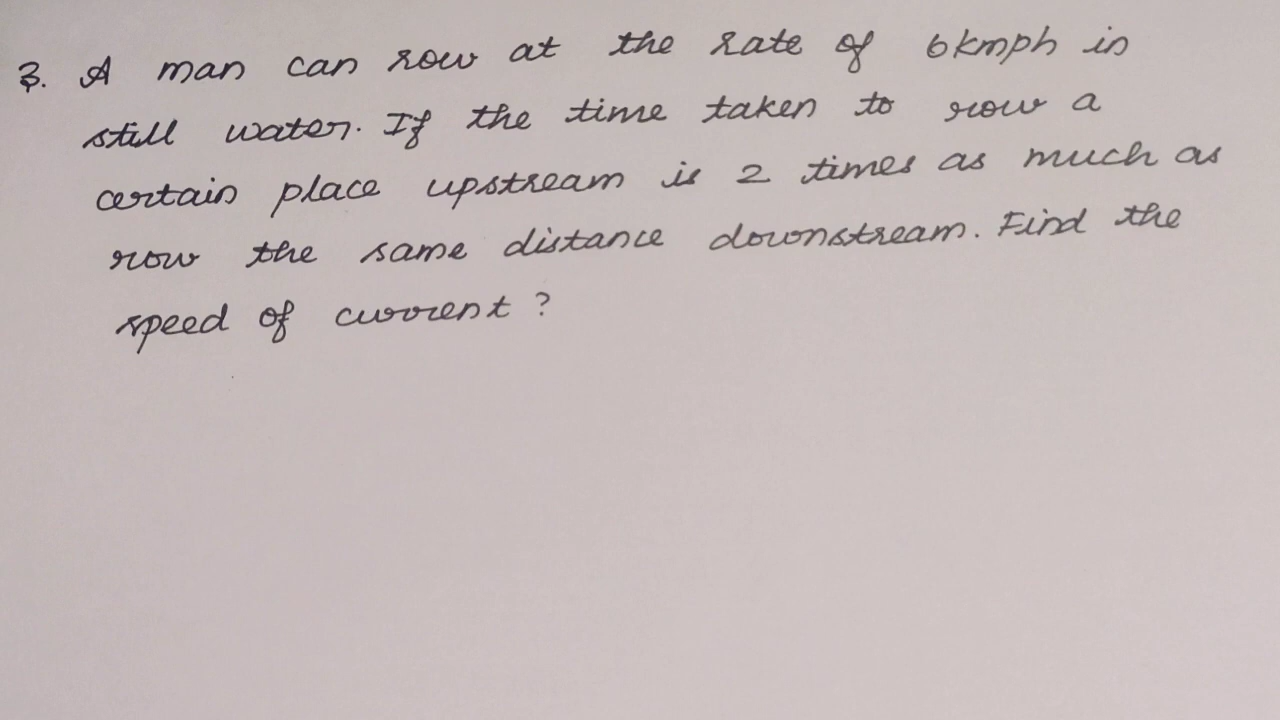 3. A man can row at the rate of 6kmph in
still water. If the time taken to row a
certain place upstream is 2 times as much as
row the same distance downstream. Find the
speed of current ?